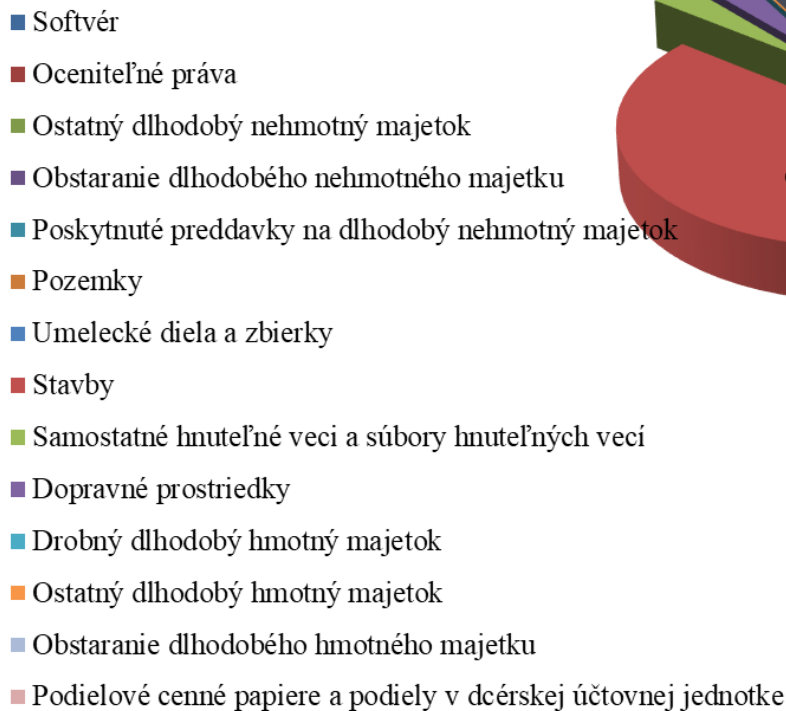 Softvér
Oceniteľné práva
Ostatný dlhodobý nehmotný majetok
Obstaranie dlhodobého nehmotného majetku
Poskytnuté preddavky na dlhodobý nehmotný majetok
Pozemky
Umelecké diela a zbierky
Stavby
Samostatné hnuteľné veci a súbory hnuteľných vecí
Dopravné prostriedky
Drobný dlhodobý hmotný majetok
Ostatný dlhodobý hmotný majetok
Obstaranie dlhodobého hmotného majetku
Podielové cenné papiere a podiely v dcérskej účtovnej jednotke